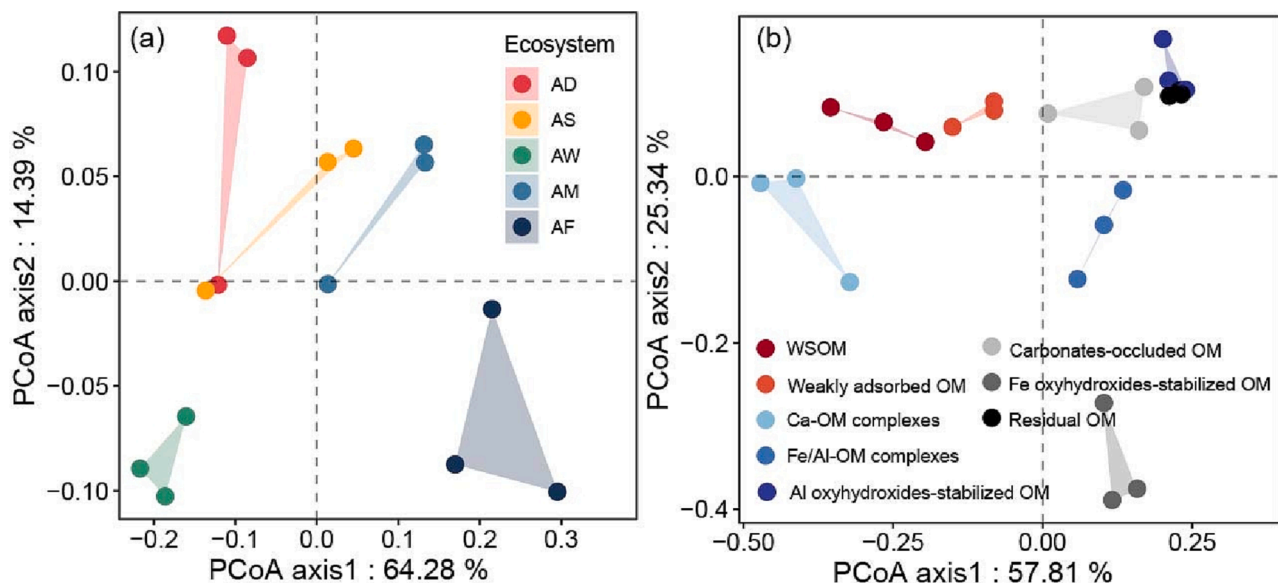 (a)
Ecosystem
AD
AS
AW
AM
AF
0.10
0.05
0.00
−0.05
−0.10
PCoA axis2 : 14.39 %
−0.2
−0.1
0.0
0.1
0.2
0.3
PCoA axis1 : 64.28 %
(b)
0.0
−0.2
−0.4
PCoA axis2 : 25.34 %
WSOM
Weakly adsorbed OM
Ca-OM complexes
Fe/Al-OM complexes
Al oxyhydroxides-stabilized OM
Carbonates-occluded OM
Fe oxyhydroxides-stabilized OM
Residual OM
−0.50
−0.25
0.00
0.25
PCoA axis1 : 57.81 %